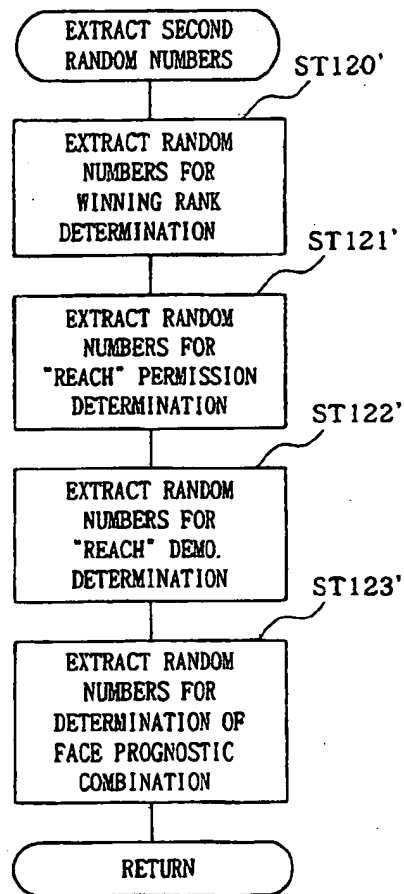 EXTRACT SECOND
RANDOM NUMBERS
ST120'
EXTRACT RANDOM
NUMBERS FOR
WINNING RANK
DETERMINATION
ST121'
EXTRACT RANDOM
NUMBERS FOR
"REACH" PERMISSION
DETERMINATION
ST122'
EXTRACT RANDOM
NUMBERS FOR
"REACH" DEMO.
DETERMINATION
ST123'
EXTRACT RANDOM
NUMBERS FOR
DETERMINATION OF
FACE PROGNOSTIC
COMBINATION
RETURN